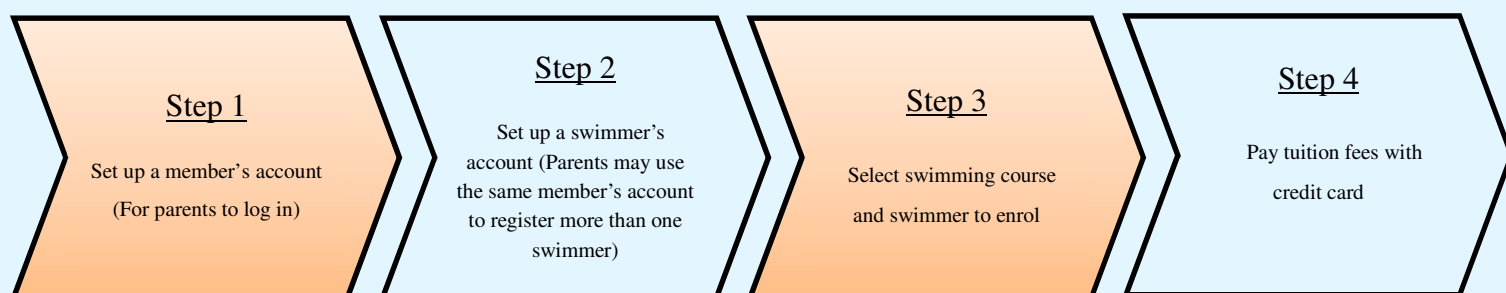 Step 1
Set up a member’s account
(For parents to log in)
Step 2
Set up a swimmer’s
account (Parents may use
the same member’s account
to register more than one
swimmer)
Step 3
Select swimming course
and swimmer to enrol
Step 4
Pay tuition fees with
credit card